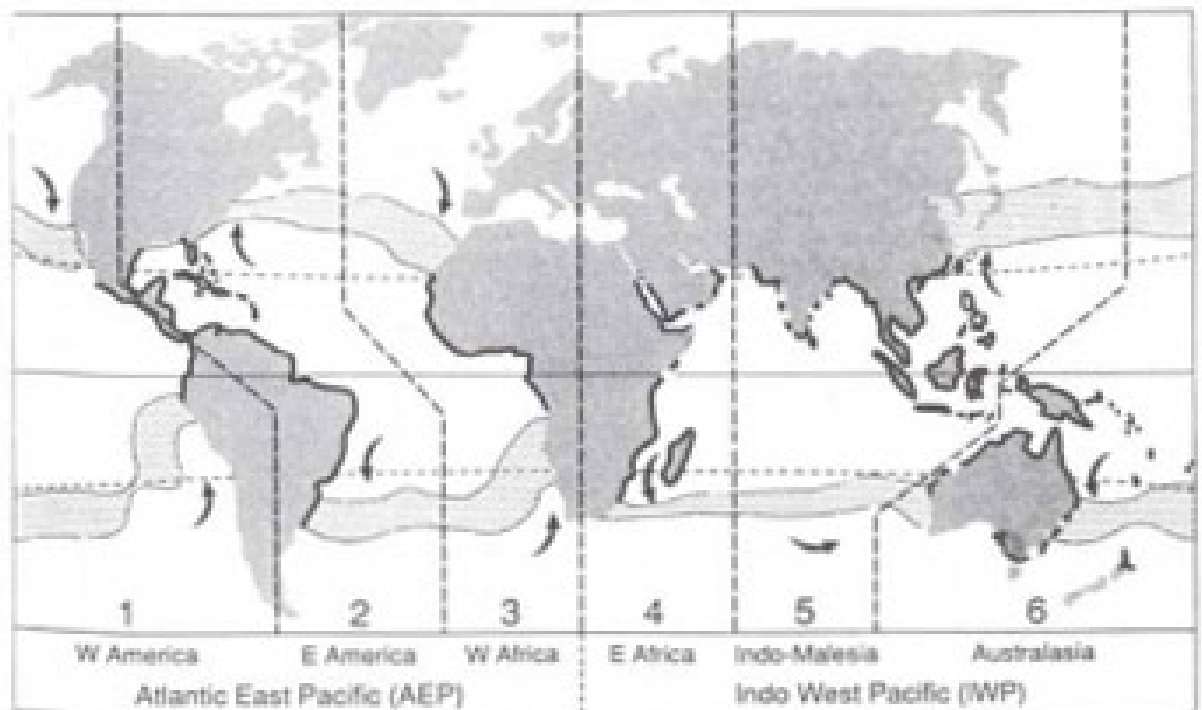 1 2 3 4 5 6
W America E America W Africa E Africa Indo-Malesia Australasia
Atlantic East Pacific (AEP) Indo West Pacific (IWP)